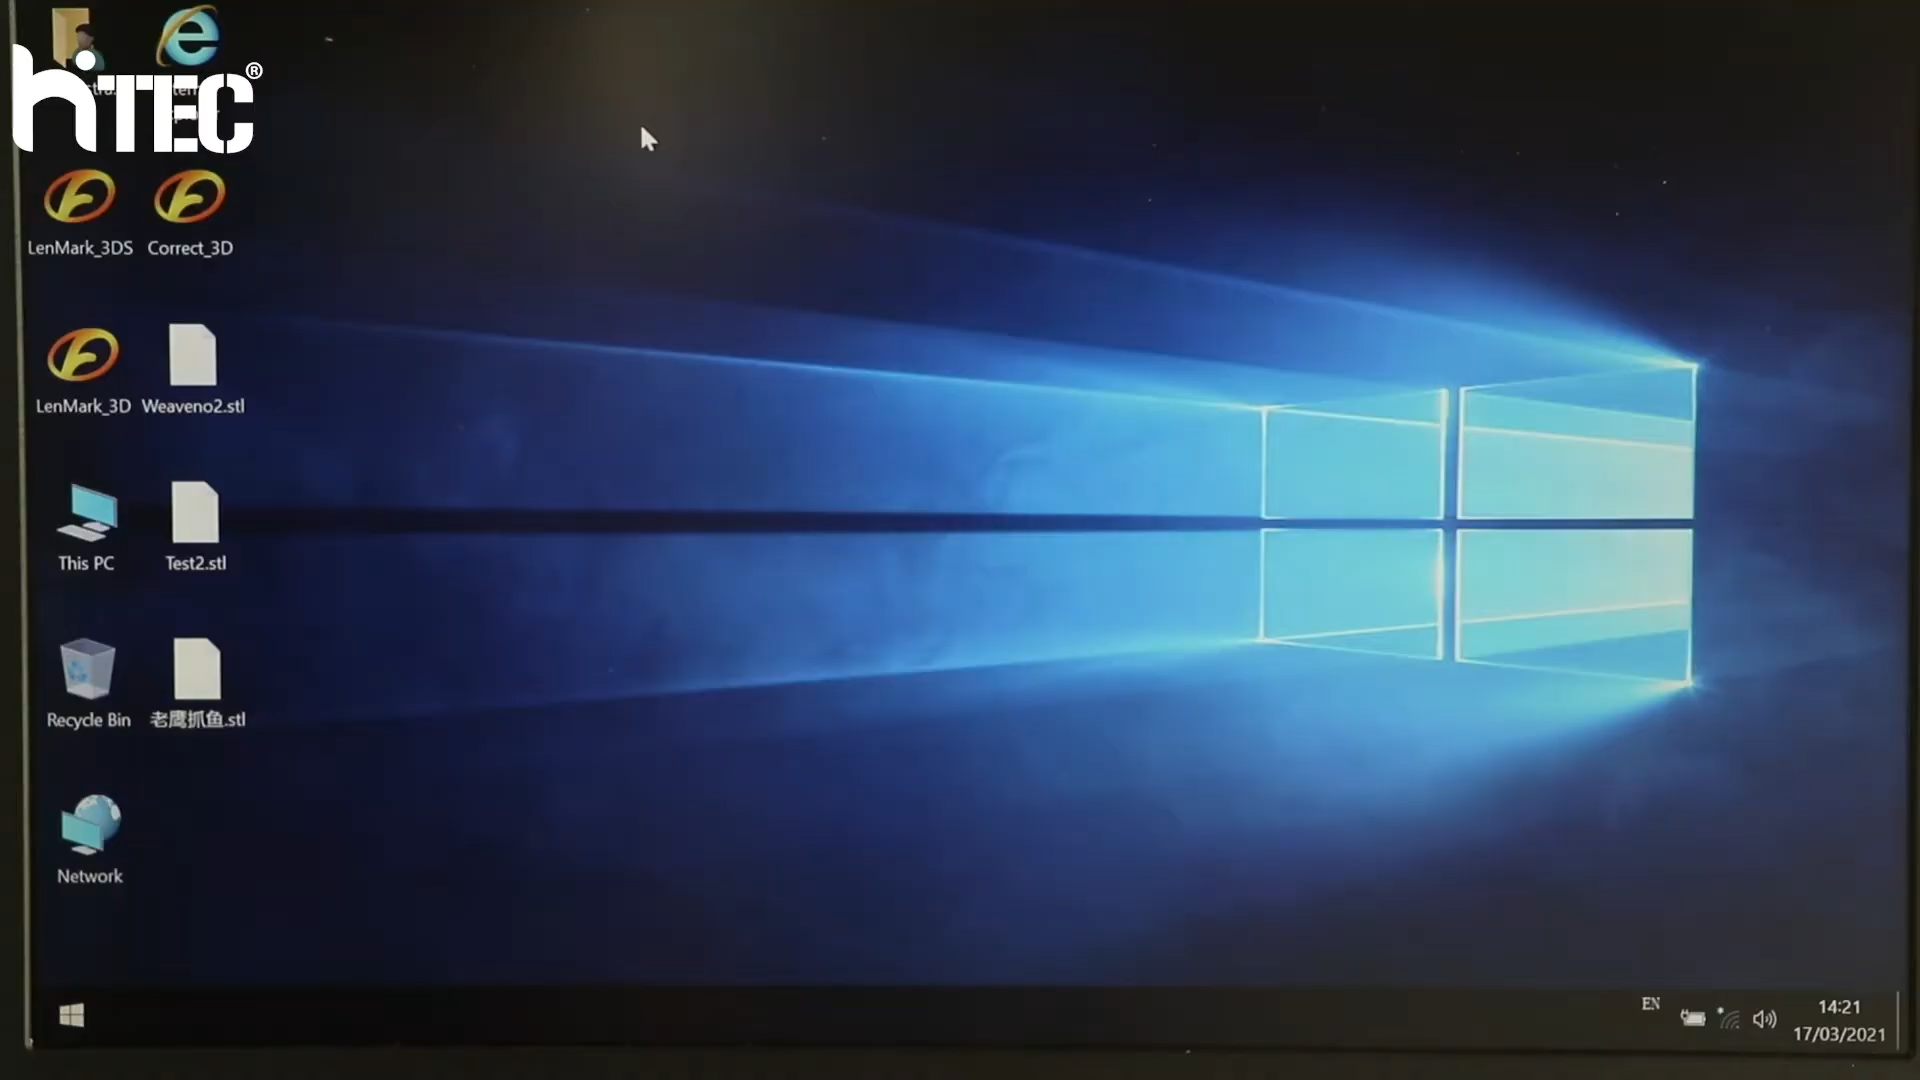 hiTEC®
LenMark_3DS
Correct_3D
LenMark_3D
Weaveno2.stl
This PC
Test2.stl
Recycle Bin
老鹰抓鱼.stl
Network
EN
14:21
17/03/2021